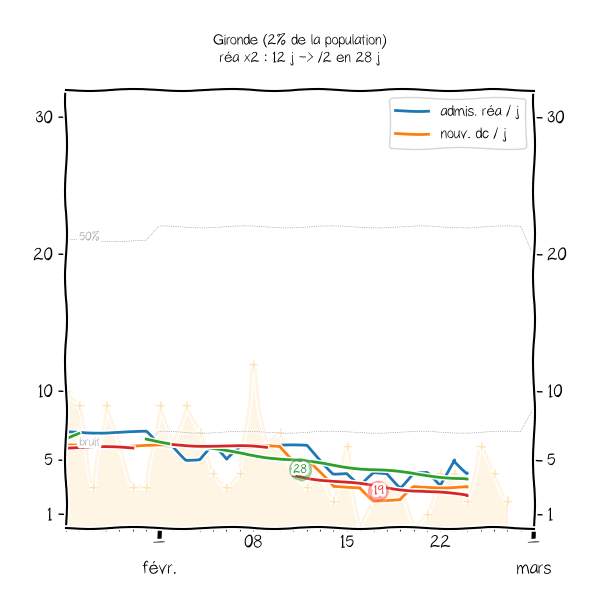 Gironde (2% de la population)
réa x2 : 12 j -> /2 en 28 j
admis. réa / j
nouv. dc / j
30
30
50%
20
20
10
10
bruit
5
5
28
19
1
1
08
15
22
févr.
mars